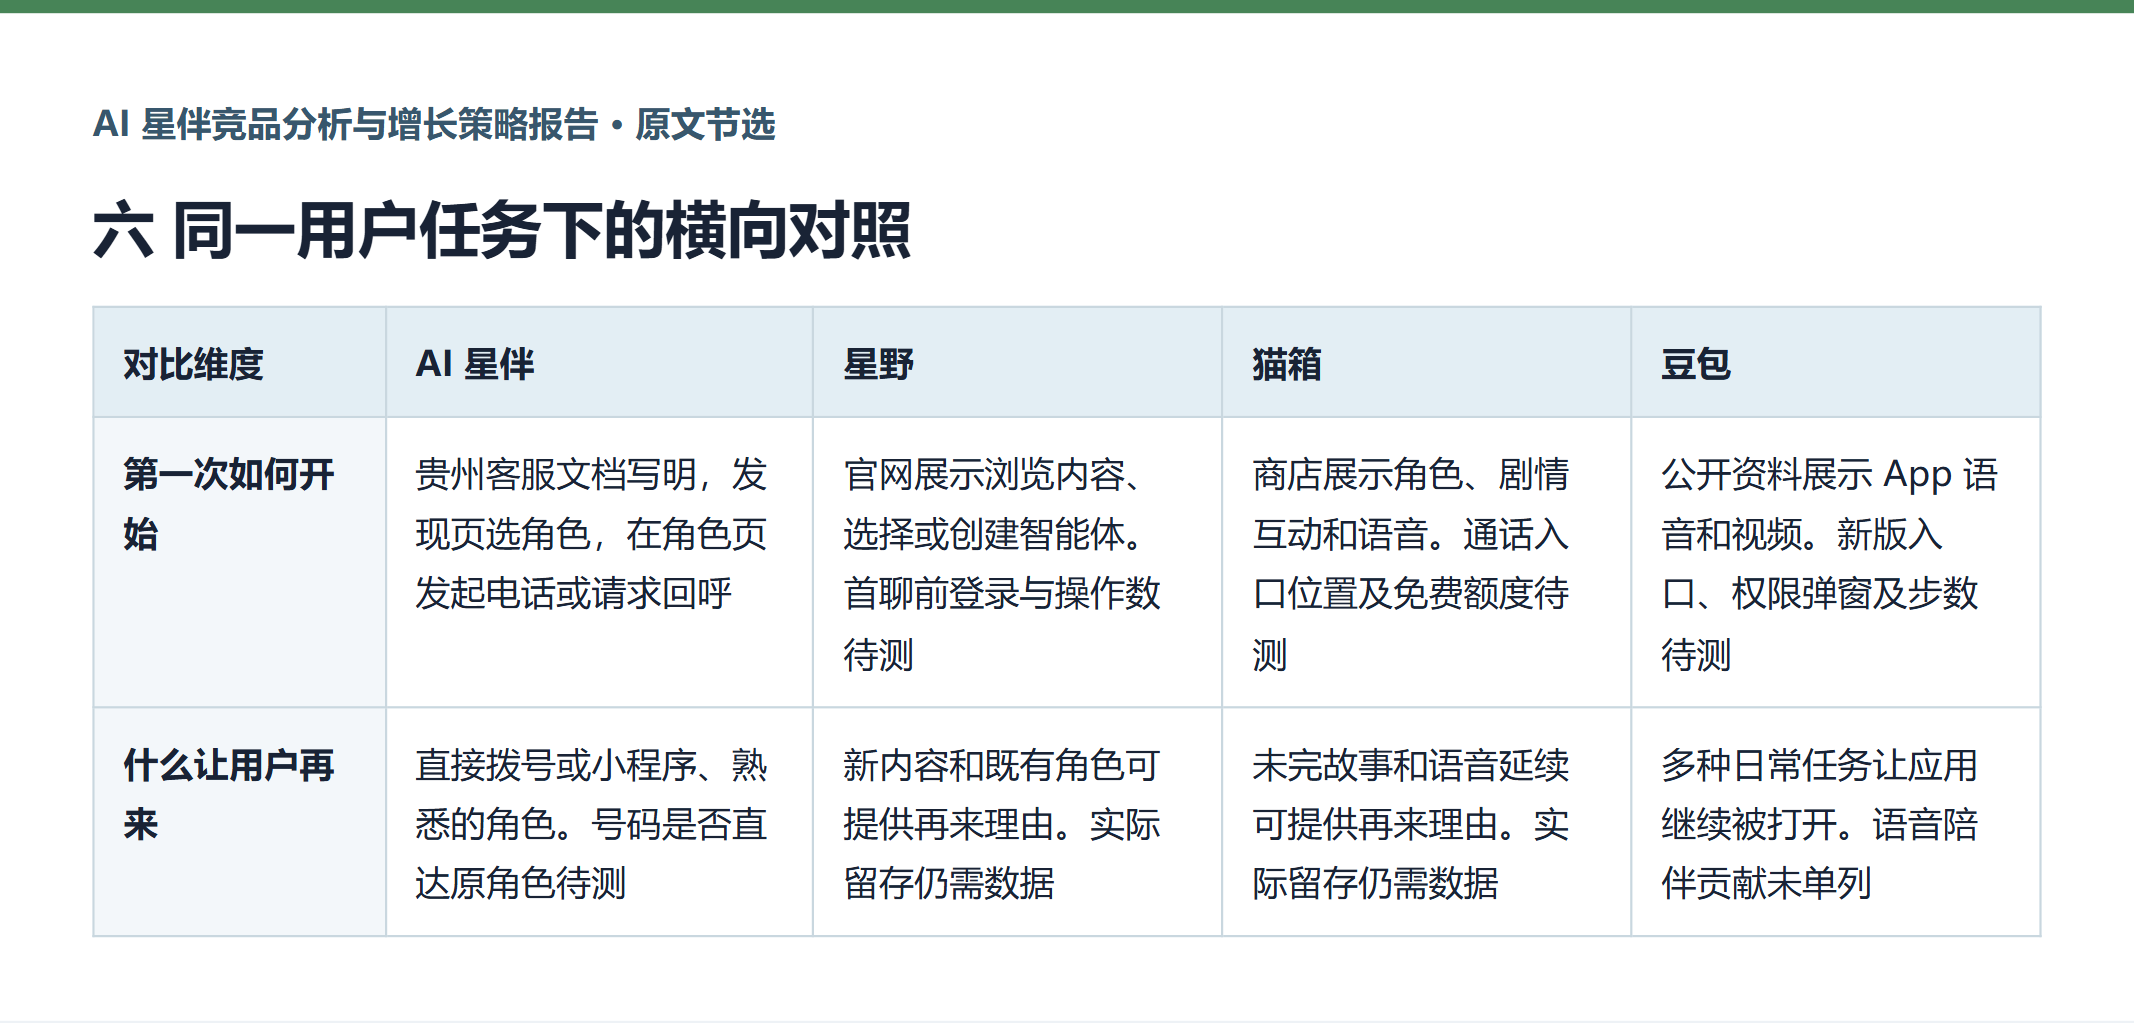 AI 星伴竞品分析与增长策略报告 • 原文节选
六 同一用户任务下的横向对照
对比维度
AI 星伴
星野
猫箱
豆包
第一次如何开
始
贵州客服文档写明，发
现页选角色，在角色页
发起电话或请求回呼
官网展示浏览内容、
选择或创建智能体。
首聊前登录与操作数
待测
商店展示角色、剧情
互动和语音。通话入
口位置及免费额度待
测
公开资料展示 App 语
音和视频。新版入
口、权限弹窗及步数
待测
什么让用户再
来
直接拨号或小程序、熟
悉的角色。号码是否直
达原角色待测
新内容和既有角色可
提供再来理由。实际
留存仍需数据
未完故事和语音延续
可提供再来理由。实
际留存仍需数据
多种日常任务让应用
继续被打开。语音陪
伴贡献未单列